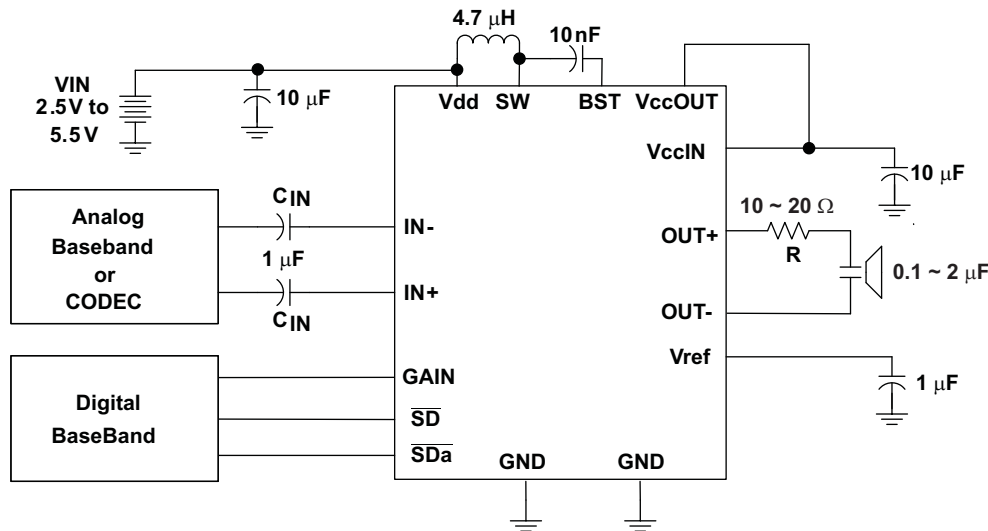 4.7 μH
10nF
VIN
2.5V to
5.5V
10 μF
Vdd
SW
BST
VccOUT
VccIN
10 μF
Analog
Baseband
or
CODEC
CIN
1 μF
CIN
IN-
IN+
10 ~ 20 Ω
OUT+
R
0.1 ~ 2 μF
OUT-
Vref
1 μF
Digital
BaseBand
GAIN
SD
SDa
GND
GND